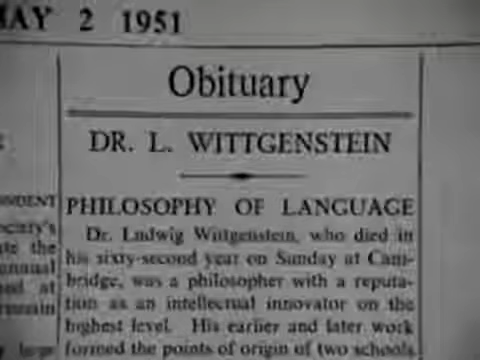 MAY 2 1951
Obituary
DR. L. WITTGENSTEIN
PHILOSOPHY OF LANGUAGE
Dr. Ludwig Wittgenstein, who died in
his sixty-second year on Sunday at Cam-
bridge, was a philosopher with a reputa-
tion as an intellectual innovator on the
highest level. His earlier and later work
formed the points of origin of two schools